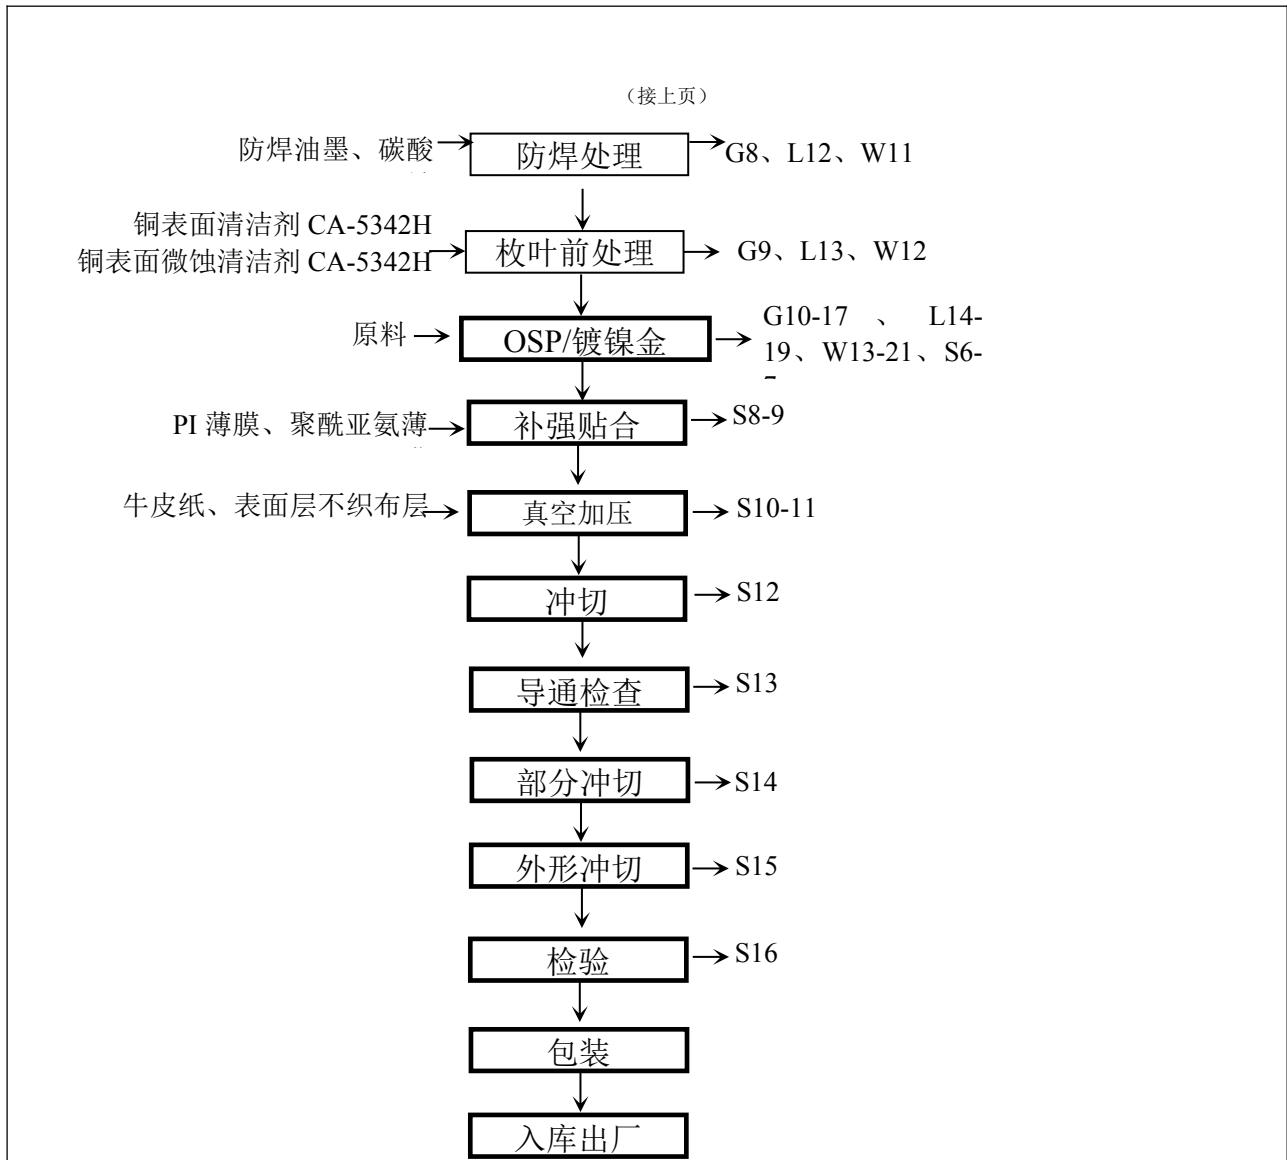 （接上页）
防焊油墨、碳酸
防焊处理
G8、L12、W11
铜表面清洁剂 CA-5342H
铜表面微蚀清洁剂 CA-5342H
枚叶前处理
G9、L13、W12
原料
OSP/镀镍金
G10-17 、 L14-
19、W13-21、S6-
PI 薄膜、聚酰亚氨薄
补强贴合
S8-9
牛皮纸、表面层不织布层
真空加压
S10-11
冲切
S12
导通检查
S13
部分冲切
S14
外形冲切
S15
检验
S16
包装
入库出厂